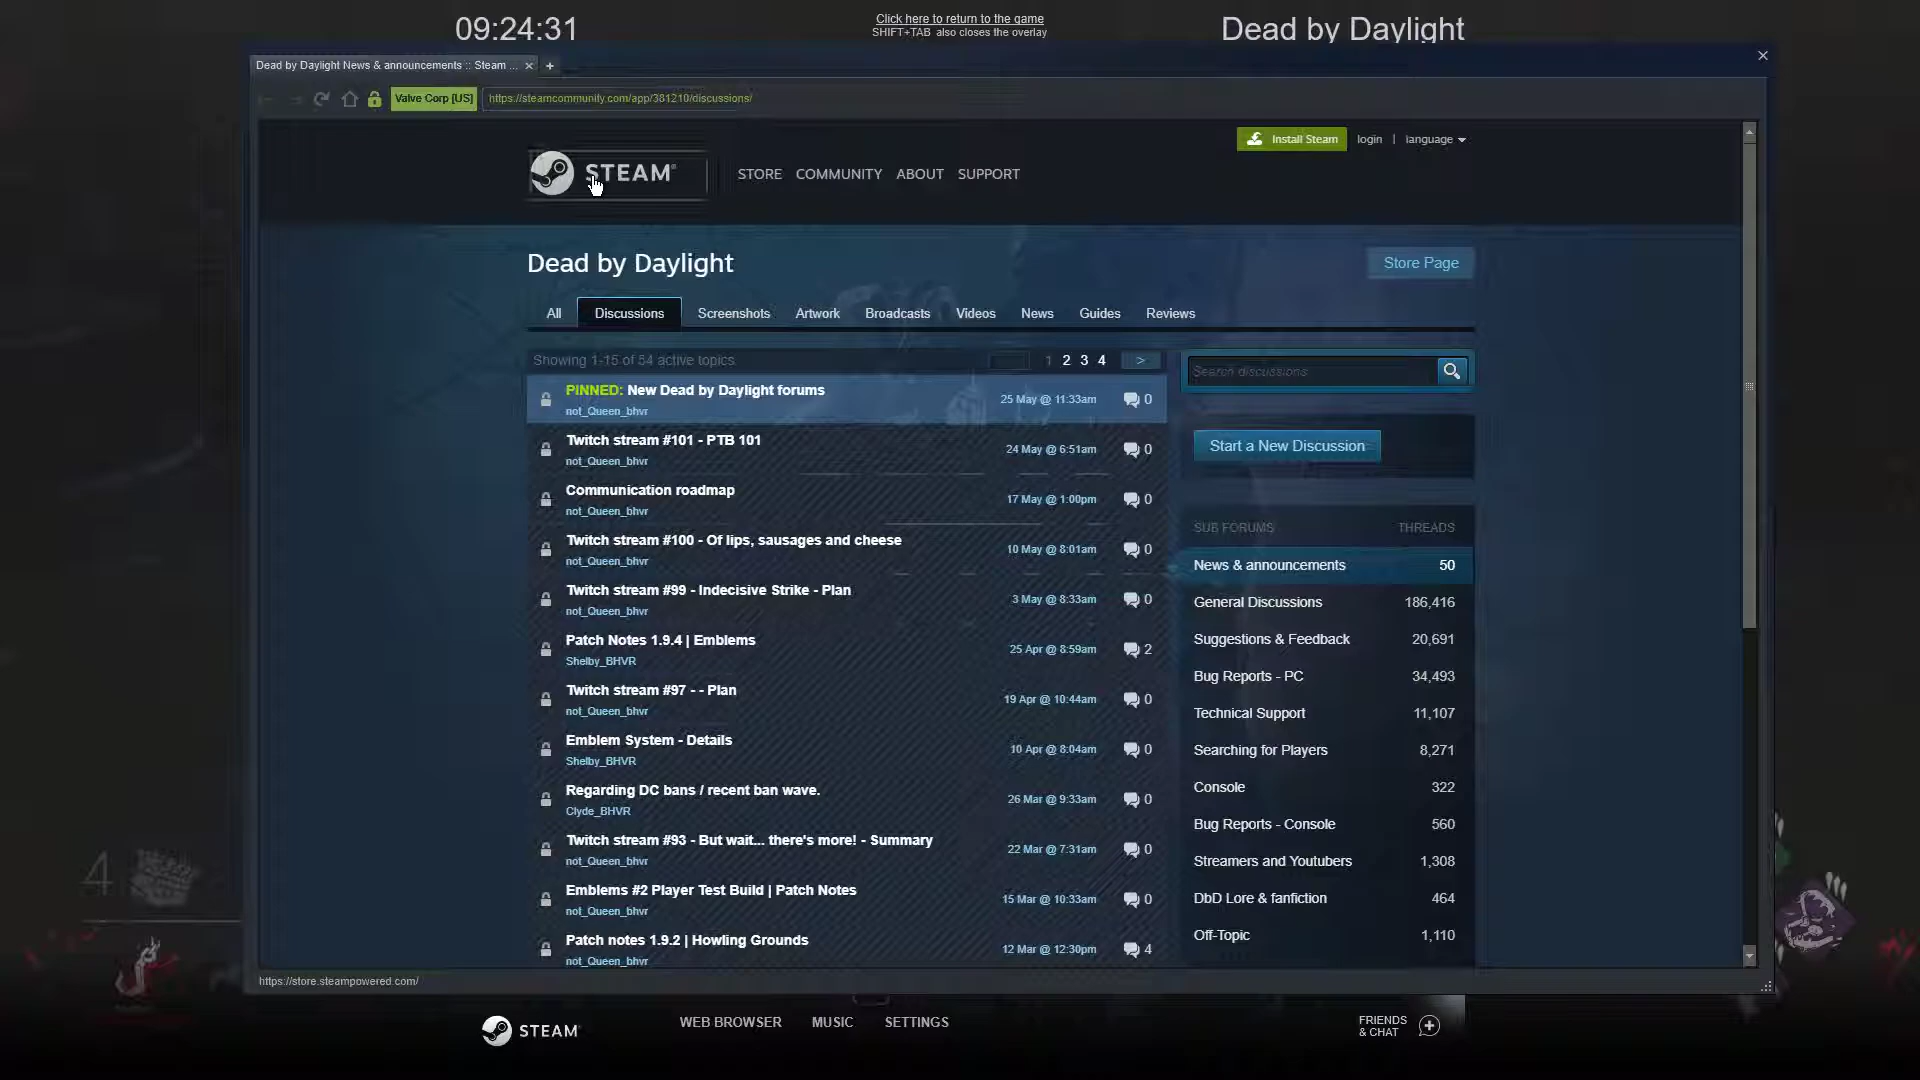 09:24:31
Click here to return to the game
SHIFT+TAB also closes the overlay
Dead by Daylight
Dead by Daylight News & announcements :: Steam ...
Valve Corp [US]
https://steamcommunity.com/app/381210/discussions/
Install Steam
login | language
STEAM®
STORE COMMUNITY ABOUT SUPPORT
Dead by Daylight
Store Page
All Discussions Screenshots Artwork Broadcasts Videos News Guides Reviews
Showing 1-15 of 54 active topics
1 2 3 4 >
Search discussions
PINNED: New Dead by Daylight forums
not_Queen_bhvr
25 May @ 11:33am
0
Twitch stream #101 - PTB 101
not_Queen_bhvr
24 May @ 6:51am
0
Communication roadmap
not_Queen_bhvr
17 May @ 1:00pm
0
Twitch stream #100 - Of lips, sausages and cheese
not_Queen_bhvr
10 May @ 8:01am
0
Twitch stream #99 - Indecisive Strike - Plan
not_Queen_bhvr
3 May @ 8:33am
0
Patch Notes 1.9.4 | Emblems
Shelby_BHVR
25 Apr @ 8:59am
2
Twitch stream #97 - - Plan
not_Queen_bhvr
19 Apr @ 10:44am
0
Emblem System - Details
Shelby_BHVR
10 Apr @ 8:04am
0
Regarding DC bans / recent ban wave.
Clyde_BHVR
26 Mar @ 9:33am
0
Twitch stream #93 - But wait... there's more! - Summary
not_Queen_bhvr
22 Mar @ 7:31am
0
Emblems #2 Player Test Build | Patch Notes
not_Queen_bhvr
15 Mar @ 10:33am
0
Patch notes 1.9.2 | Howling Grounds
not_Queen_bhvr
12 Mar @ 12:30pm
4
Start a New Discussion
SUB FORUMS THREADS
News & announcements 50
General Discussions 186,416
Suggestions & Feedback 20,691
Bug Reports - PC 34,493
Technical Support 11,107
Searching for Players 8,271
Console 322
Bug Reports - Console 560
Streamers and Youtubers 1,308
DbD Lore & fanfiction 464
Off-Topic 1,110
4
https://store.steampowered.com/
STEAM
WEB BROWSER MUSIC SETTINGS
FRIENDS
& CHAT